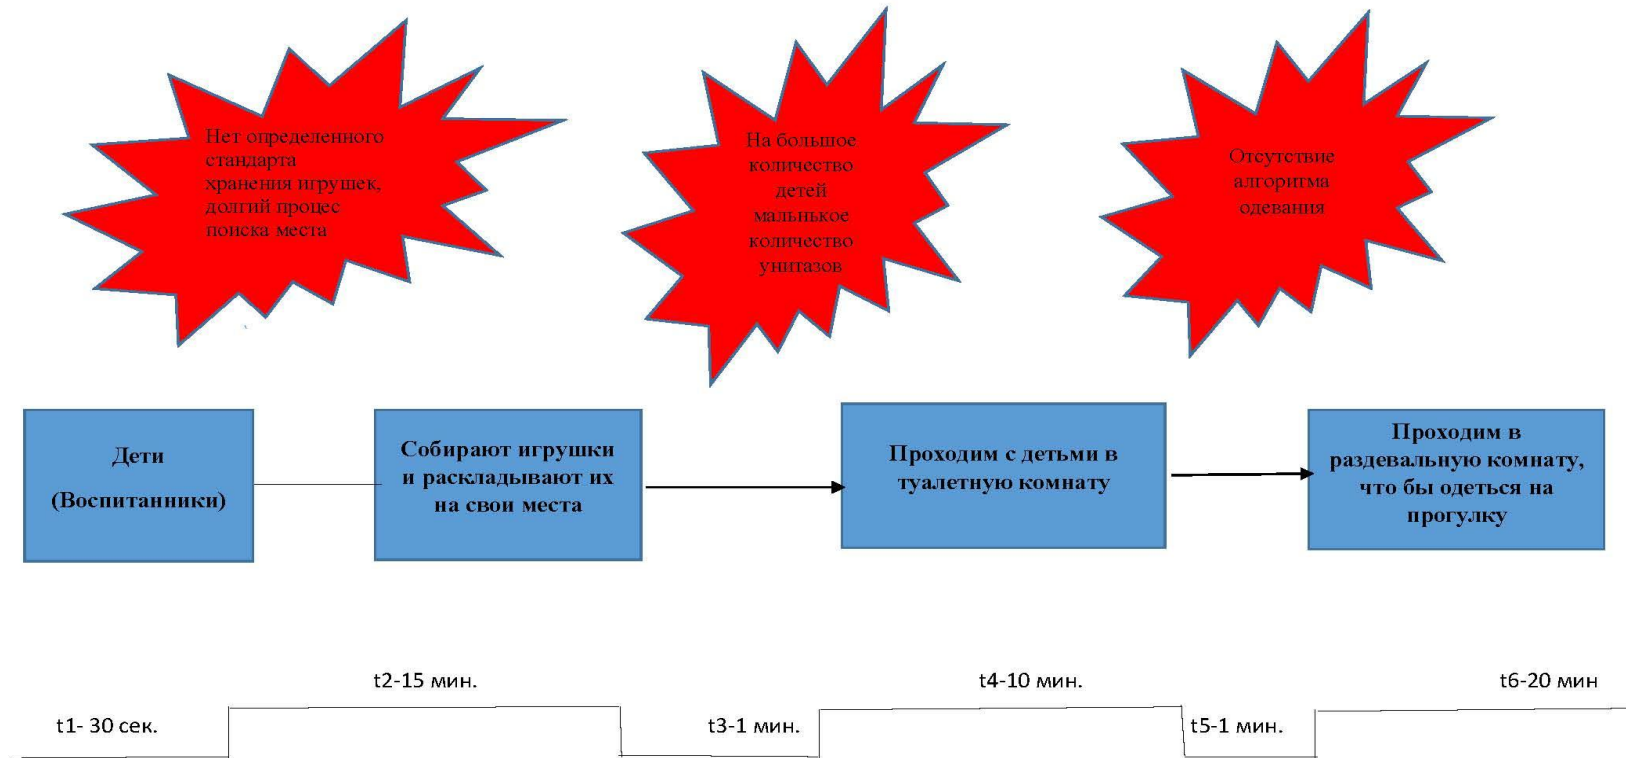 Нет определенного
стандарта
хранения игрушек,
долгий процес
поиска места
На большое
количество
детей
мальнькое
количество
унитазов
Отсутствие
алгоритма
одевания
Дети
(Воспитанники)
Собирают игрушки
и раскладывают их
на свои места
Проходим с детьми в
туалетную комнату
Проходим в
раздевальную комнату,
что бы одеться на
прогулку
t1- 30 сек.
t2-15 мин.
t3-1 мин.
t4-10 мин.
t5-1 мин.
t6-20 мин